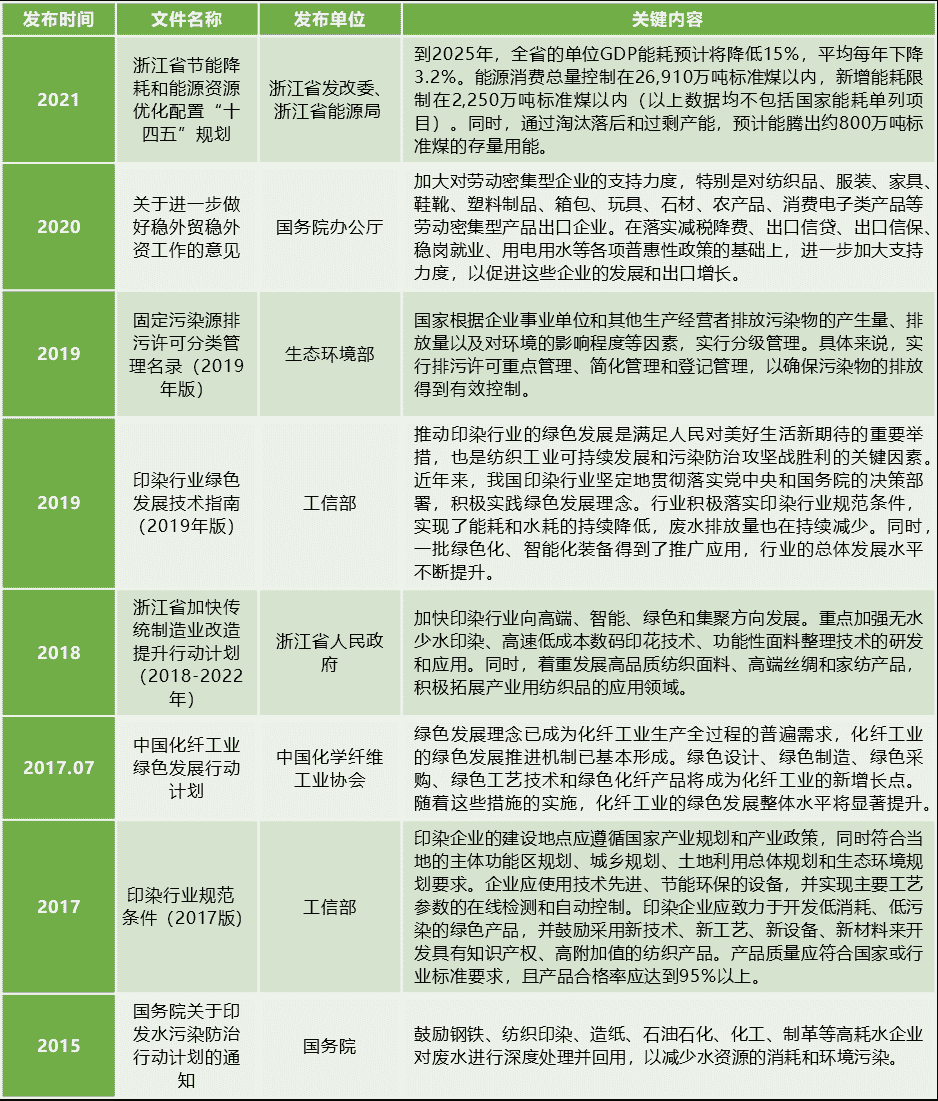 发布时间 文件名称 发布单位 关键内容
2021
浙江省节能降
耗和能源资源
优化配置“十
四五”规划
浙江省发改委、
浙江省能源局
到2025年，全省的单位GDP能耗预计将降低15%，平均每年下降
3.2%。能源消费总量控制在26,910万吨标准煤以内，新增能耗限
制在2,250万吨标准煤以内（以上数据均不包括国家能耗单列项
目）。同时，通过淘汰落后和过剩产能，预计能腾出约800万吨标
准煤的存量用能。
2020
关于进一步做
好稳外贸稳外
资工作的意见
国务院办公厅
加大对劳动密集型企业的支持力度，特别是对纺织品、服装、家具、
鞋靴、塑料制品、箱包、玩具、石材、农产品、消费电子类产品等
劳动密集型产品出口企业。在落实减税降费、出口信贷、出口信保、
稳岗就业、用电用水等各项普惠性政策的基础上，进一步加大支持
力度，以促进这些企业的发展和出口增长。
2019
固定污染源排
污许可分类管
理名录（2019
年版）
生态环境部
国家根据企业事业单位和其他生产经营者排放污染物的产生量、排
放量以及对环境的影响程度等因素，实行分级管理。具体来说，实
行排污许可重点管理、简化管理和登记管理，以确保污染物的排放
得到有效控制。
2019
印染行业绿色
发展技术指南
（2019年版）
工信部
推动印染行业的绿色发展是满足人民对美好生活新期待的重要举
措，也是纺织工业可持续发展和污染防治攻坚战胜利的关键因素。
近年来，我国印染行业坚定地贯彻落实党中央和国务院的决策部
署，积极实践绿色发展理念。行业积极落实印染行业规范条件，
实现了能耗和水耗的持续降低，废水排放量也在持续减少。同时，
一批绿色化、智能化装备得到了推广应用，行业的总体发展水平
不断提升。
2018
浙江省加快传
统制造业改造
提升行动计划
（2018-2022
年）
浙江省人民政
府
加快印染行业向高端、智能、绿色和集聚方向发展。重点加强无水
少水印染、高速低成本数码印花技术、功能性面料整理技术的研发
和应用。同时，着重发展高品质纺织面料、高端丝绸和家纺产品，
积极拓展产业用纺织品的应用领域。
2017.07
中国化纤工业
绿色发展行动
计划
中国化学纤维
工业协会
绿色发展理念已成为化纤工业生产全过程的普遍需求，化纤工业
的绿色发展推进机制已基本形成。绿色设计、绿色制造、绿色采
购、绿色工艺技术和绿色化纤产品将成为化纤工业的新增长点。
随着这些措施的实施，化纤工业的绿色发展整体水平将显著提升。
2017
印染行业规范
条件（2017版）
工信部
印染企业的建设地点应遵循国家产业规划和产业政策，同时符合当
地的主体功能区规划、城乡规划、土地利用总体规划和生态环境规
划要求。企业应使用技术先进、节能环保的设备，并实现主要工艺
参数的在线检测和自动控制。印染企业应致力于开发低消耗、低污
染的绿色产品，并鼓励采用新技术、新工艺、新设备、新材料来开
发具有知识产权、高附加值的纺织产品。产品质量应符合国家或行
业标准要求，且产品合格率应达到95%以上。
2015
国务院关于印
发水污染防治
行动计划的通
知
国务院
鼓励钢铁、纺织印染、造纸、石油石化、化工、制革等高耗水企业
对废水进行深度处理并回用，以减少水资源的消耗和环境污染。